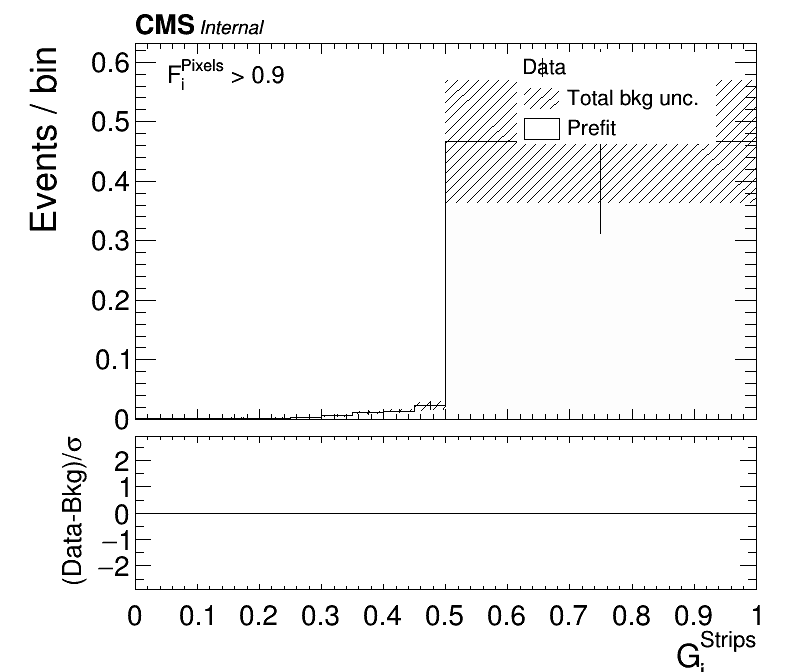 CMS Internal
F_i^Pixels > 0.9
Data
Total bkg unc.
Prefit
Events / bin
0.6
0.5
0.4
0.3
0.2
0.1
0
(Data-Bkg)/σ
2
1
0
−1
−2
0 0.1 0.2 0.3 0.4 0.5 0.6 0.7 0.8 0.9 1
G_i^Strips